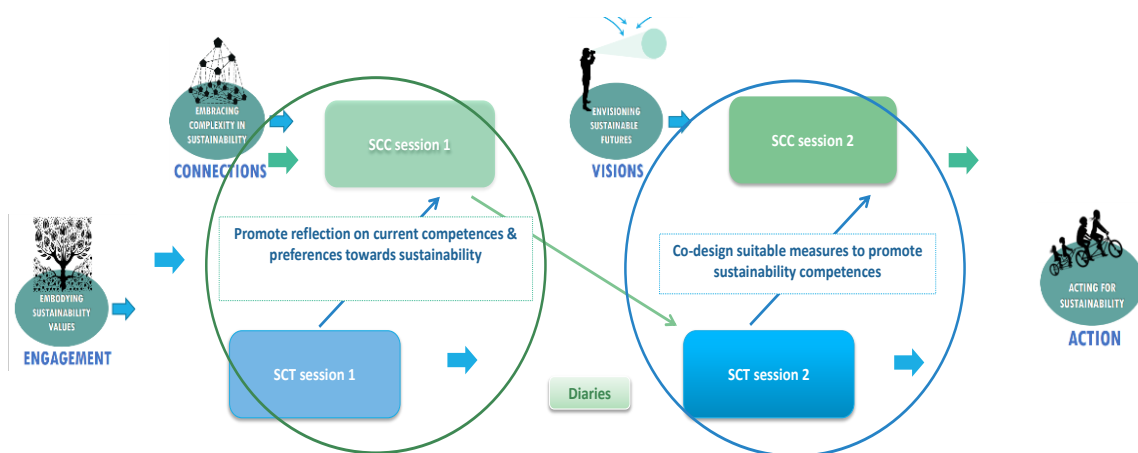 EMBRACING
COMPLEXITY IN
SUSTAINABILITY
CONNECTIONS
SCC session 1
ENVISIONING
SUSTAINABLE
FUTURES
VISIONS
SCC session 2
EMBODYING
SUSTAINABILITY
VALUES
ENGAGEMENT
Promote reflection on current competences &
preferences towards sustainability
Co-design suitable measures to promote
sustainability competences
ACTING FOR
SUSTAINABILITY
ACTION
SCT session 1
Diaries
SCT session 2